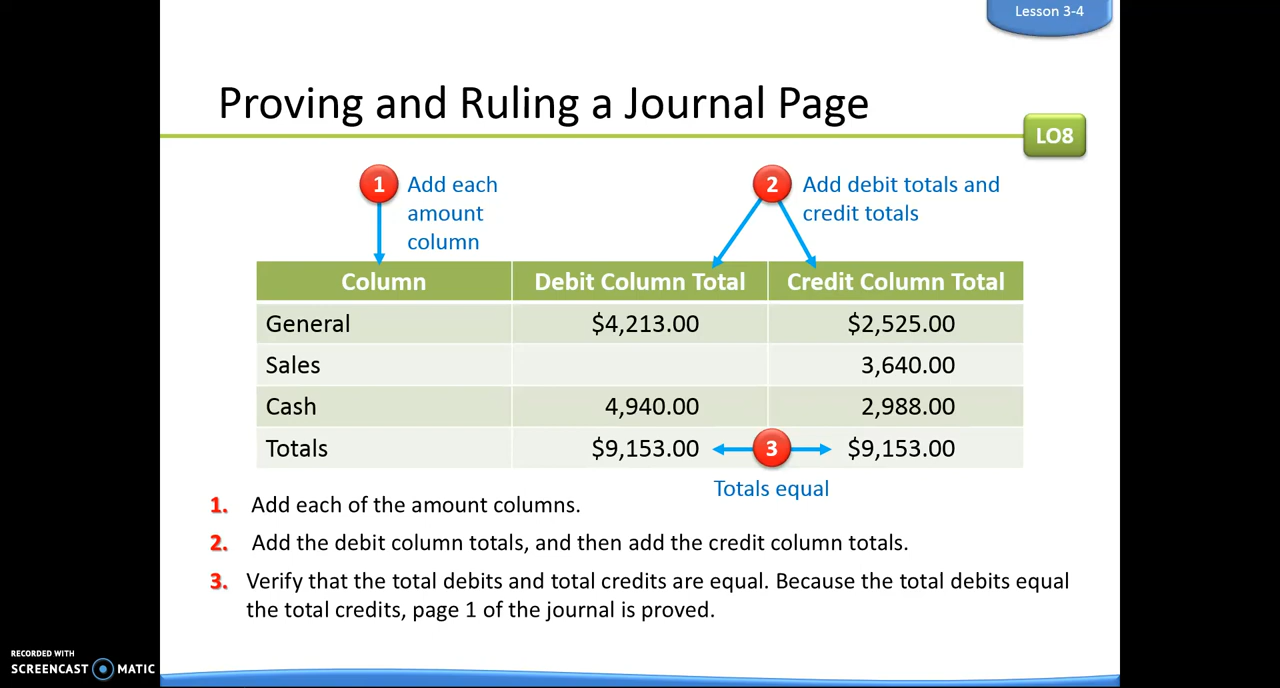 Lesson 3-4
Proving and Ruling a Journal Page
LO8
1 Add each
amount
column
2 Add debit totals and
credit totals
Column Debit Column Total Credit Column Total
General $4,213.00 $2,525.00
Sales 3,640.00
Cash 4,940.00 2,988.00
Totals $9,153.00 3 $9,153.00
Totals equal
1. Add each of the amount columns.
2. Add the debit column totals, and then add the credit column totals.
3. Verify that the total debits and total credits are equal. Because the total debits equal
the total credits, page 1 of the journal is proved.
RECORDED WITH
SCREENCAST MATIC